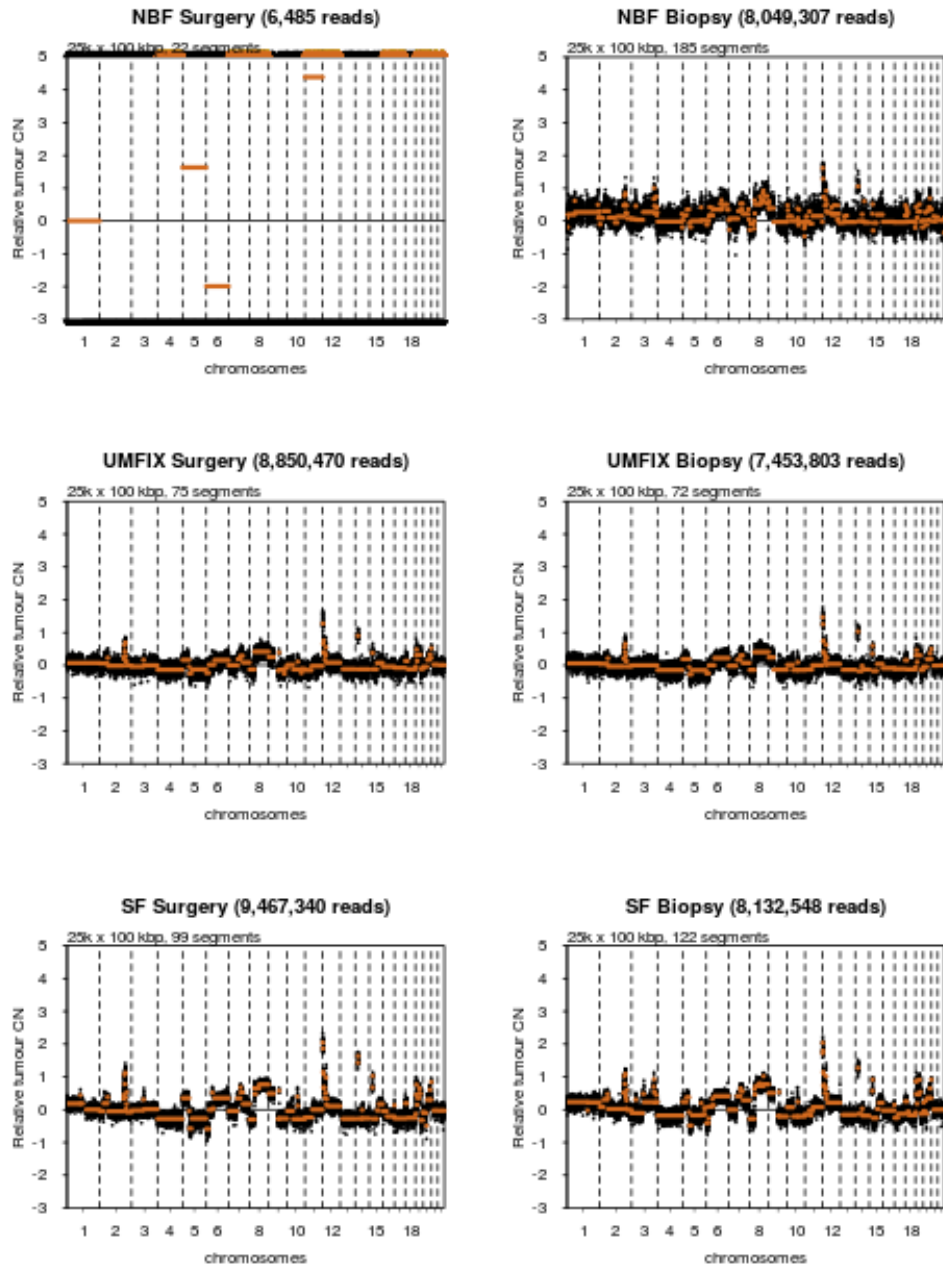 NBF Surgery (6,485 reads)
25k x 100 kbp, 22 segments
Relative tumour CN
5
4
3
2
1
0
-1
-2
-3
1 2 3 4 5 6 8 10 12 15 18
chromosomes
NBF Biopsy (8,049,307 reads)
25k x 100 kbp, 185 segments
Relative tumour CN
5
4
3
2
1
0
-1
-2
-3
1 2 3 4 5 6 8 10 12 15 18
chromosomes
UMFIX Surgery (8,850,470 reads)
25k x 100 kbp, 75 segments
Relative tumour CN
5
4
3
2
1
0
-1
-2
-3
1 2 3 4 5 6 8 10 12 15 18
chromosomes
UMFIX Biopsy (7,453,803 reads)
25k x 100 kbp, 72 segments
Relative tumour CN
5
4
3
2
1
0
-1
-2
-3
1 2 3 4 5 6 8 10 12 15 18
chromosomes
SF Surgery (9,467,340 reads)
25k x 100 kbp, 99 segments
Relative tumour CN
5
4
3
2
1
0
-1
-2
-3
1 2 3 4 5 6 8 10 12 15 18
chromosomes
SF Biopsy (8,132,548 reads)
25k x 100 kbp, 122 segments
Relative tumour CN
5
4
3
2
1
0
-1
-2
-3
1 2 3 4 5 6 8 10 12 15 18
chromosomes